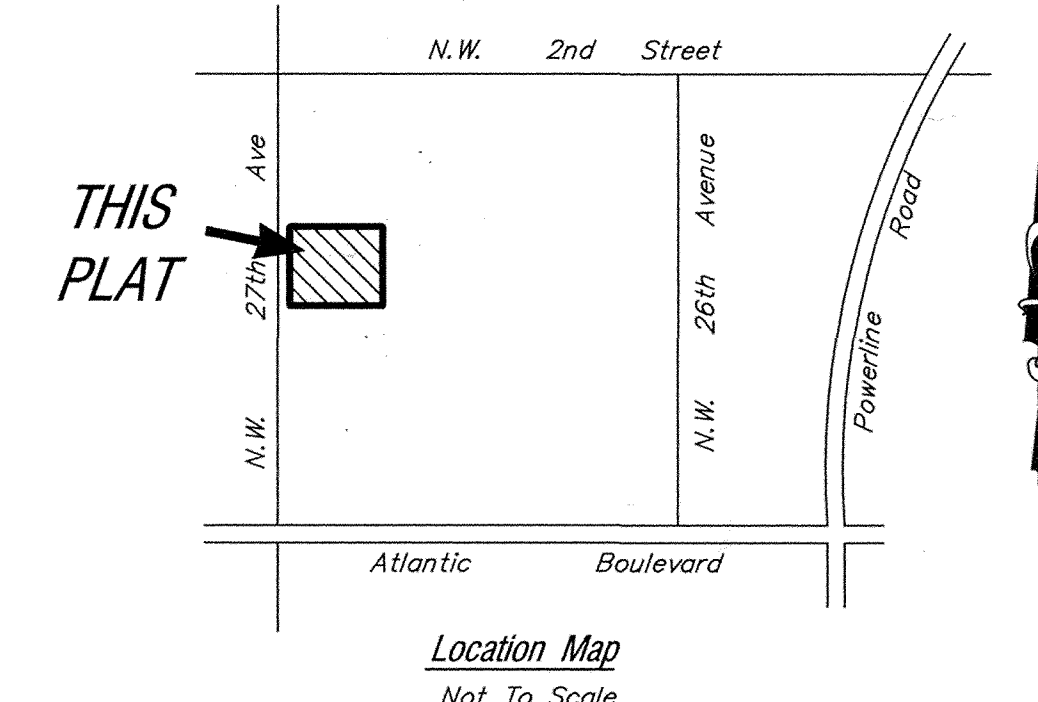 N.W. 2nd Street
N.W. 27th Ave
THIS
PLAT
N.W. 26th Avenue
Powerline Road
Atlantic Boulevard
Location Map
Not To Scale